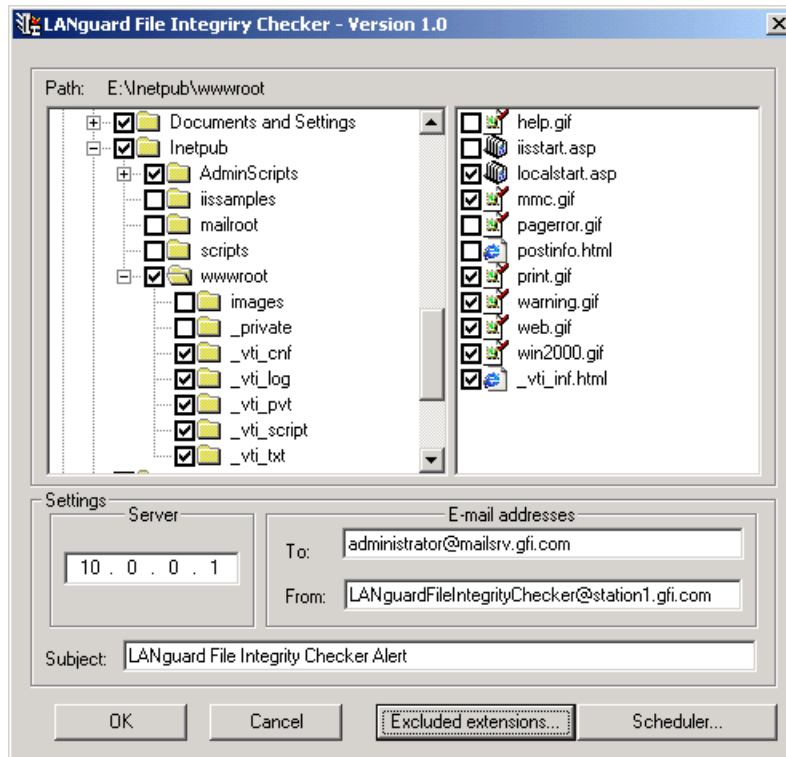 LANguard File Integriry Checker - Version 1.0
Path: E:\Inetpub\wwwroot
Documents and Settings
Inetpub
AdminScripts
iissamples
mailroot
scripts
wwwroot
images
_private
_vti_cnf
_vti_log
_vti_pvt
_vti_script
_vti_txt
help.gif
iisstart.asp
localstart.asp
mmc.gif
pagerror.gif
postinfo.html
print.gif
warning.gif
web.gif
win2000.gif
_vti_inf.html
Settings
Server
10 . 0 . 0 . 1
E-mail addresses
To: administrator@mailsrv.gfi.com
From: LANguardFileIntegrityChecker@station1.gfi.com
Subject: LANguard File Integrity Checker Alert
OK Cancel Excluded extensions... Scheduler...